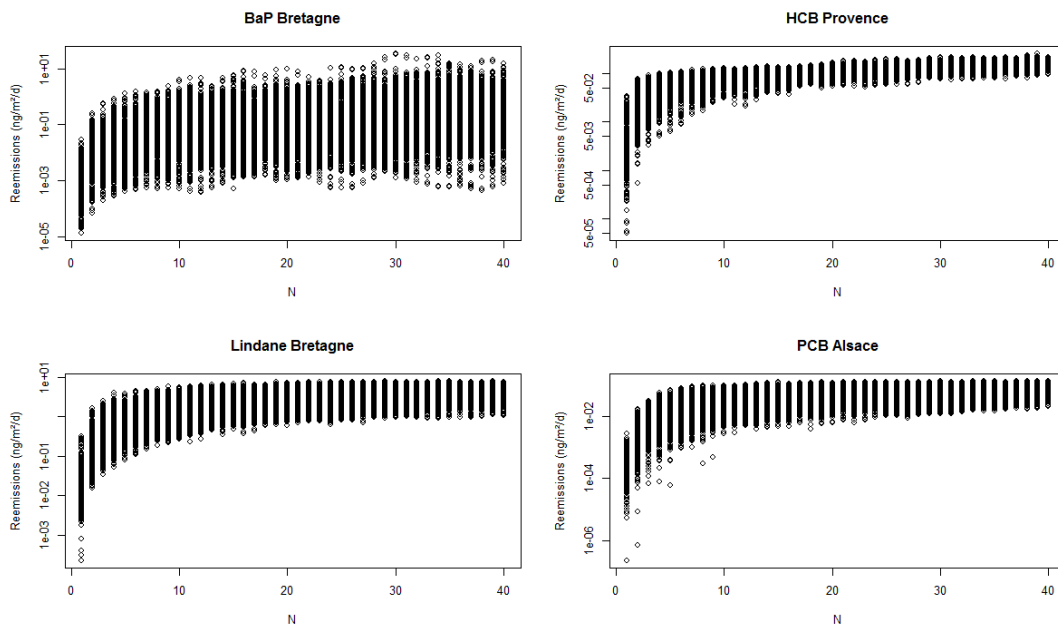 BaP Bretagne
Reemissions (ng/m²/d)
1e+01
1e-01
1e-03
1e-05
0 10 20 30 40
N
HCB Provence
Reemissions (ng/m²/d)
5e-02
5e-03
5e-04
5e-05
0 10 20 30 40
N
Lindane Bretagne
Reemissions (ng/m²/d)
1e+01
1e-01
1e-02
1e-03
0 10 20 30 40
N
PCB Alsace
Reemissions (ng/m²/d)
1e-02
1e-04
1e-06
0 10 20 30 40
N